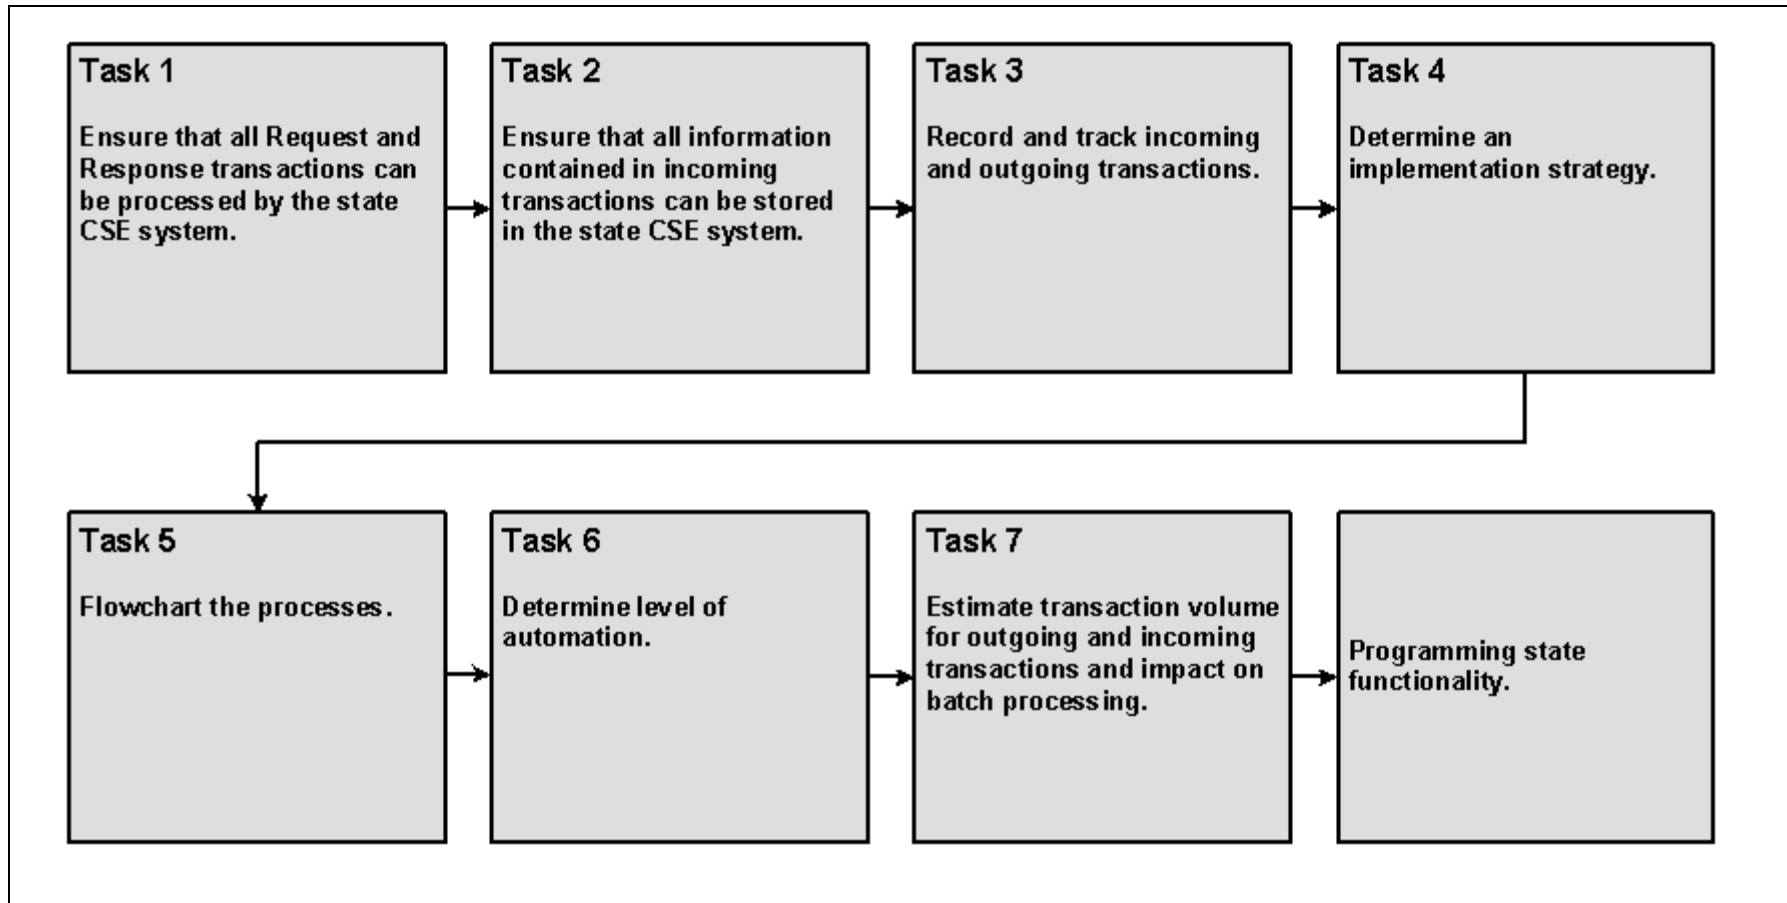 Task 1
Ensure that all Request and
Response transactions can
be processed by the state
CSE system.
Task 2
Ensure that all information
contained in incoming
transactions can be stored
in the state CSE system.
Task 3
Record and track incoming
and outgoing transactions.
Task 4
Determine an
implementation strategy.
Task 5
Flowchart the processes.
Task 6
Determine level of
automation.
Task 7
Estimate transaction volume
for outgoing and incoming
transactions and impact on
batch processing.
Programming state
functionality.